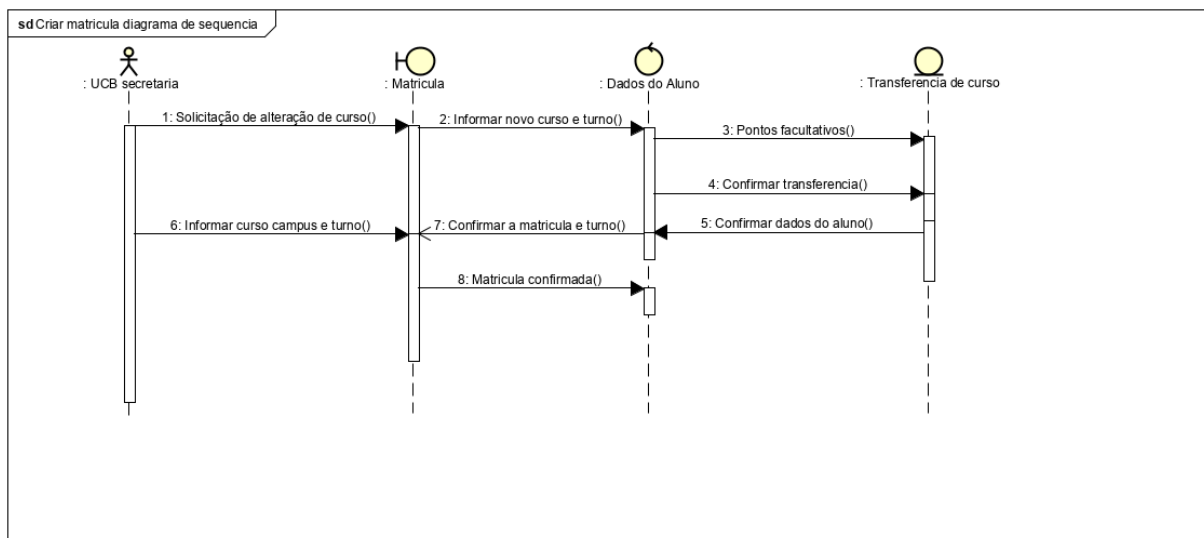 sd Criar matricula diagrama de sequencia
: UCB secretaria
: Matricula
: Dados do Aluno
: Transferencia de curso
1: Solicitação de alteração de curso()
2: Informar novo curso e turno()
3: Pontos facultativos()
4: Confirmar transferencia()
5: Confirmar dados do aluno()
6: Informar curso campus e turno()
7: Confirmar a matricula e turno()
8: Matricula confirmada()